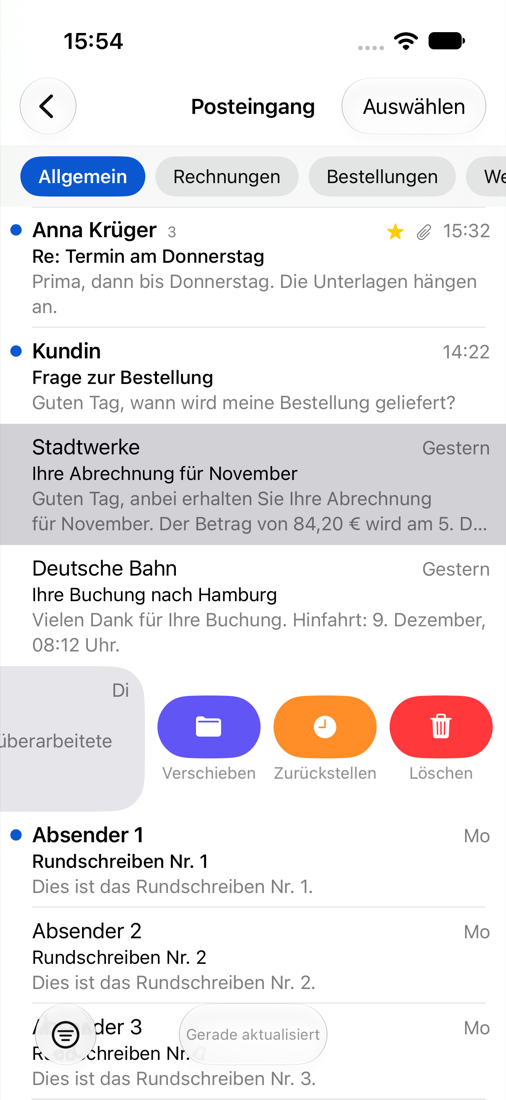 15:54
Posteingang
Auswählen
Allgemein
Rechnungen
Bestellungen
We
Anna Krüger 3
15:32
Re: Termin am Donnerstag
Prima, dann bis Donnerstag. Die Unterlagen hängen
an.
Kundin
14:22
Frage zur Bestellung
Guten Tag, wann wird meine Bestellung geliefert?
Stadtwerke
Gestern
Ihre Abrechnung für November
Guten Tag, anbei erhalten Sie Ihre Abrechnung
für November. Der Betrag von 84,20 € wird am 5. D…
Deutsche Bahn
Gestern
Ihre Buchung nach Hamburg
Vielen Dank für Ihre Buchung. Hinfahrt: 9. Dezember,
08:12 Uhr.
Di
überarbeitete
Verschieben
Zurückstellen
Löschen
Absender 1
Mo
Rundschreiben Nr. 1
Dies ist das Rundschreiben Nr. 1.
Absender 2
Mo
Rundschreiben Nr. 2
Dies ist das Rundschreiben Nr. 2.
Absender 3
Mo
Gerade aktualisiert
Rundschreiben Nr.
Dies ist das Rundschreiben Nr. 3.